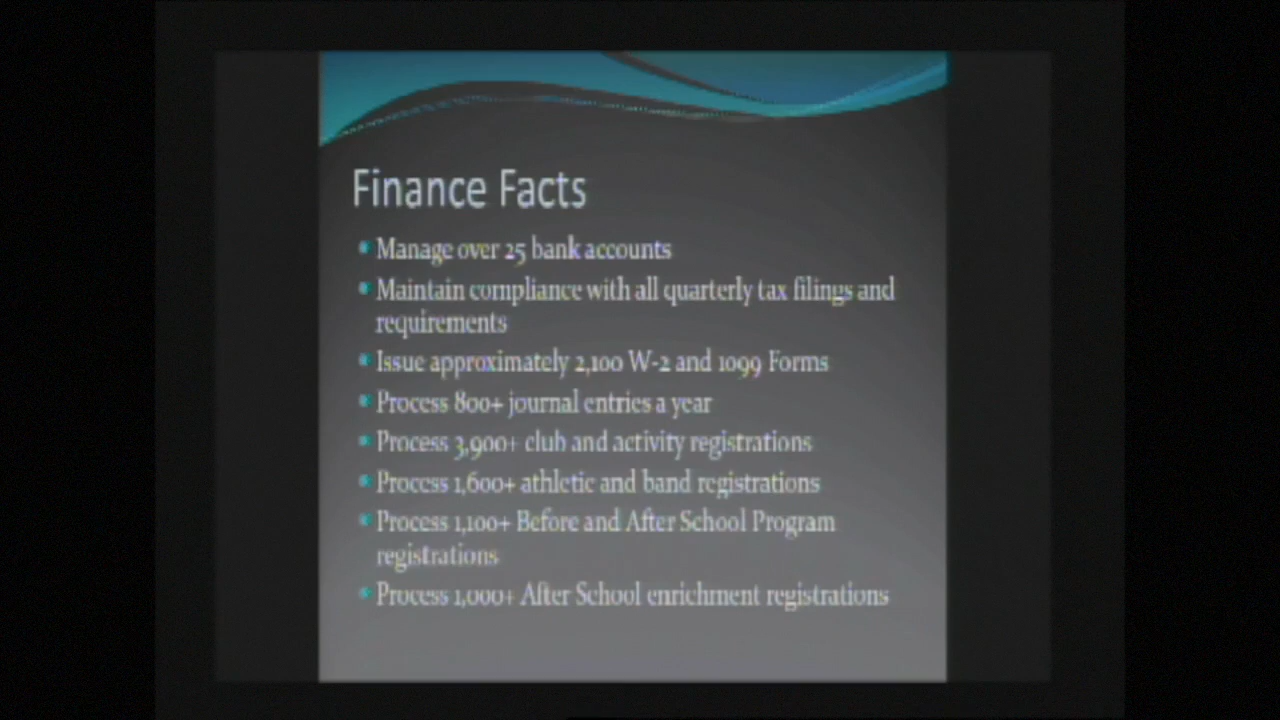 Finance Facts
Manage over 25 bank accounts
Maintain compliance with all quarterly tax filings and
requirements
Issue approximately 2,100 W-2 and 1099 Forms
Process 800+ journal entries a year
Process 3,900+ club and activity registrations
Process 1,600+ athletic and band registrations
Process 1,100+ Before and After School Program
registrations
Process 1,000+ After School enrichment registrations